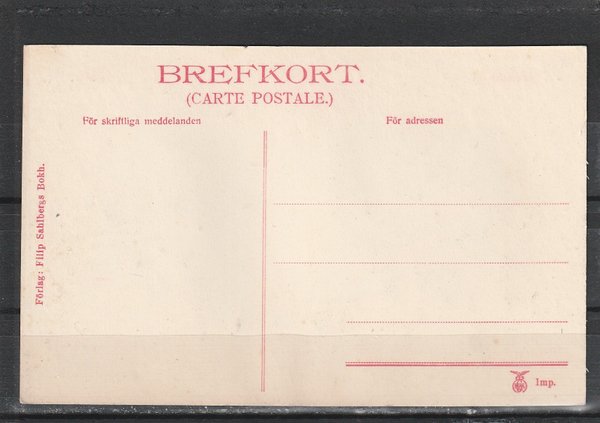 BREFKORT.
(CARTE POSTALE.)
För skriftliga meddelanden
För adressen
Förlag: Filip Sahlbergs Bokh.
Imp.